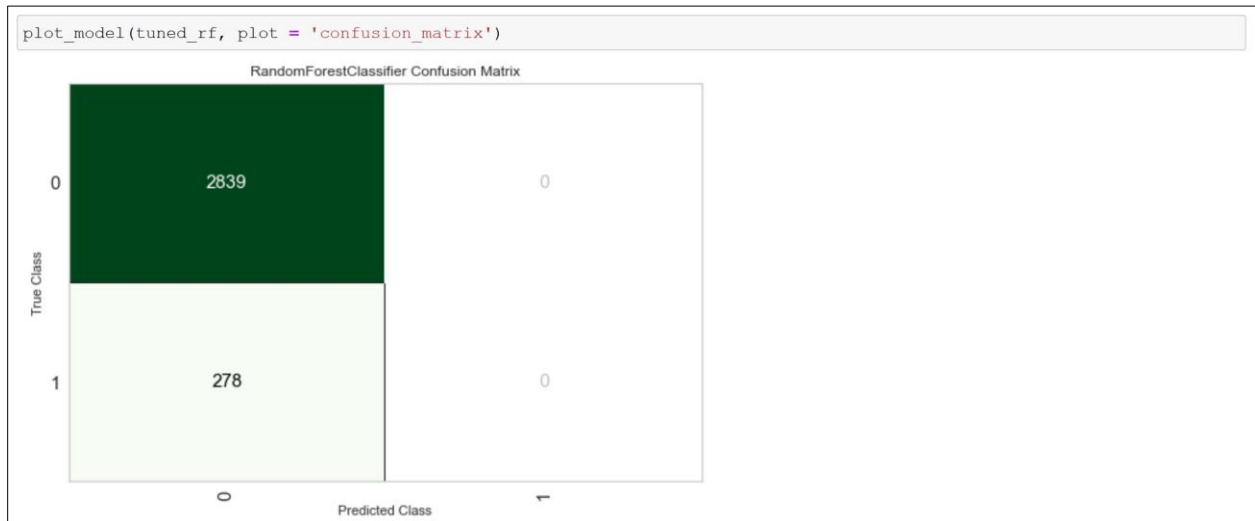 plot_model(tuned_rf, plot = 'confusion_matrix')
RandomForestClassifier Confusion Matrix
0 2839 0
True Class
1 278 0
0 1
Predicted Class